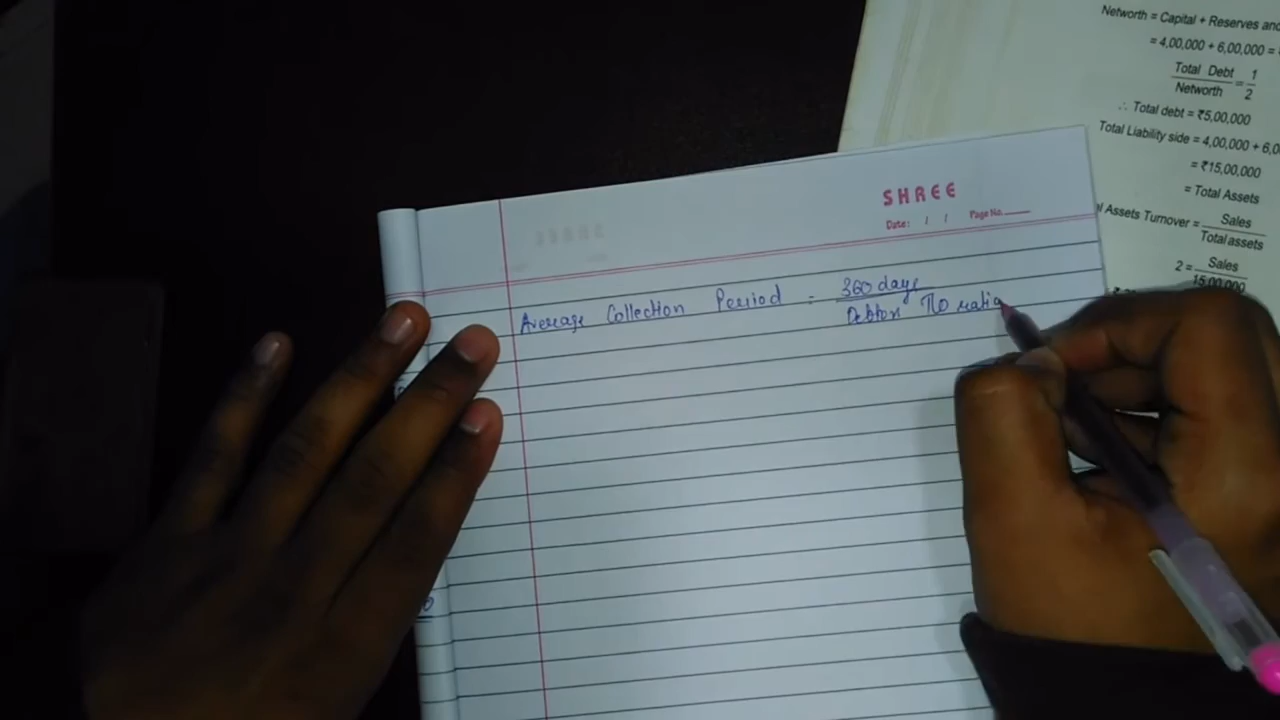 Networth = Capital + Reserves and
= 4,00,000 + 6,00,000 =
Total Debt
Networth
= 1
2
∴ Total debt = ₹5,00,000
Total Liability side = 4,00,000 + 6,0
= ₹15,00,000
= Total Assets
l Assets Turnover = Sales
Total assets
2 = Sales
15,00,000
SHREE
Date: / / Page No.
Average Collection Period = 360 days
Debtors T/O ratio